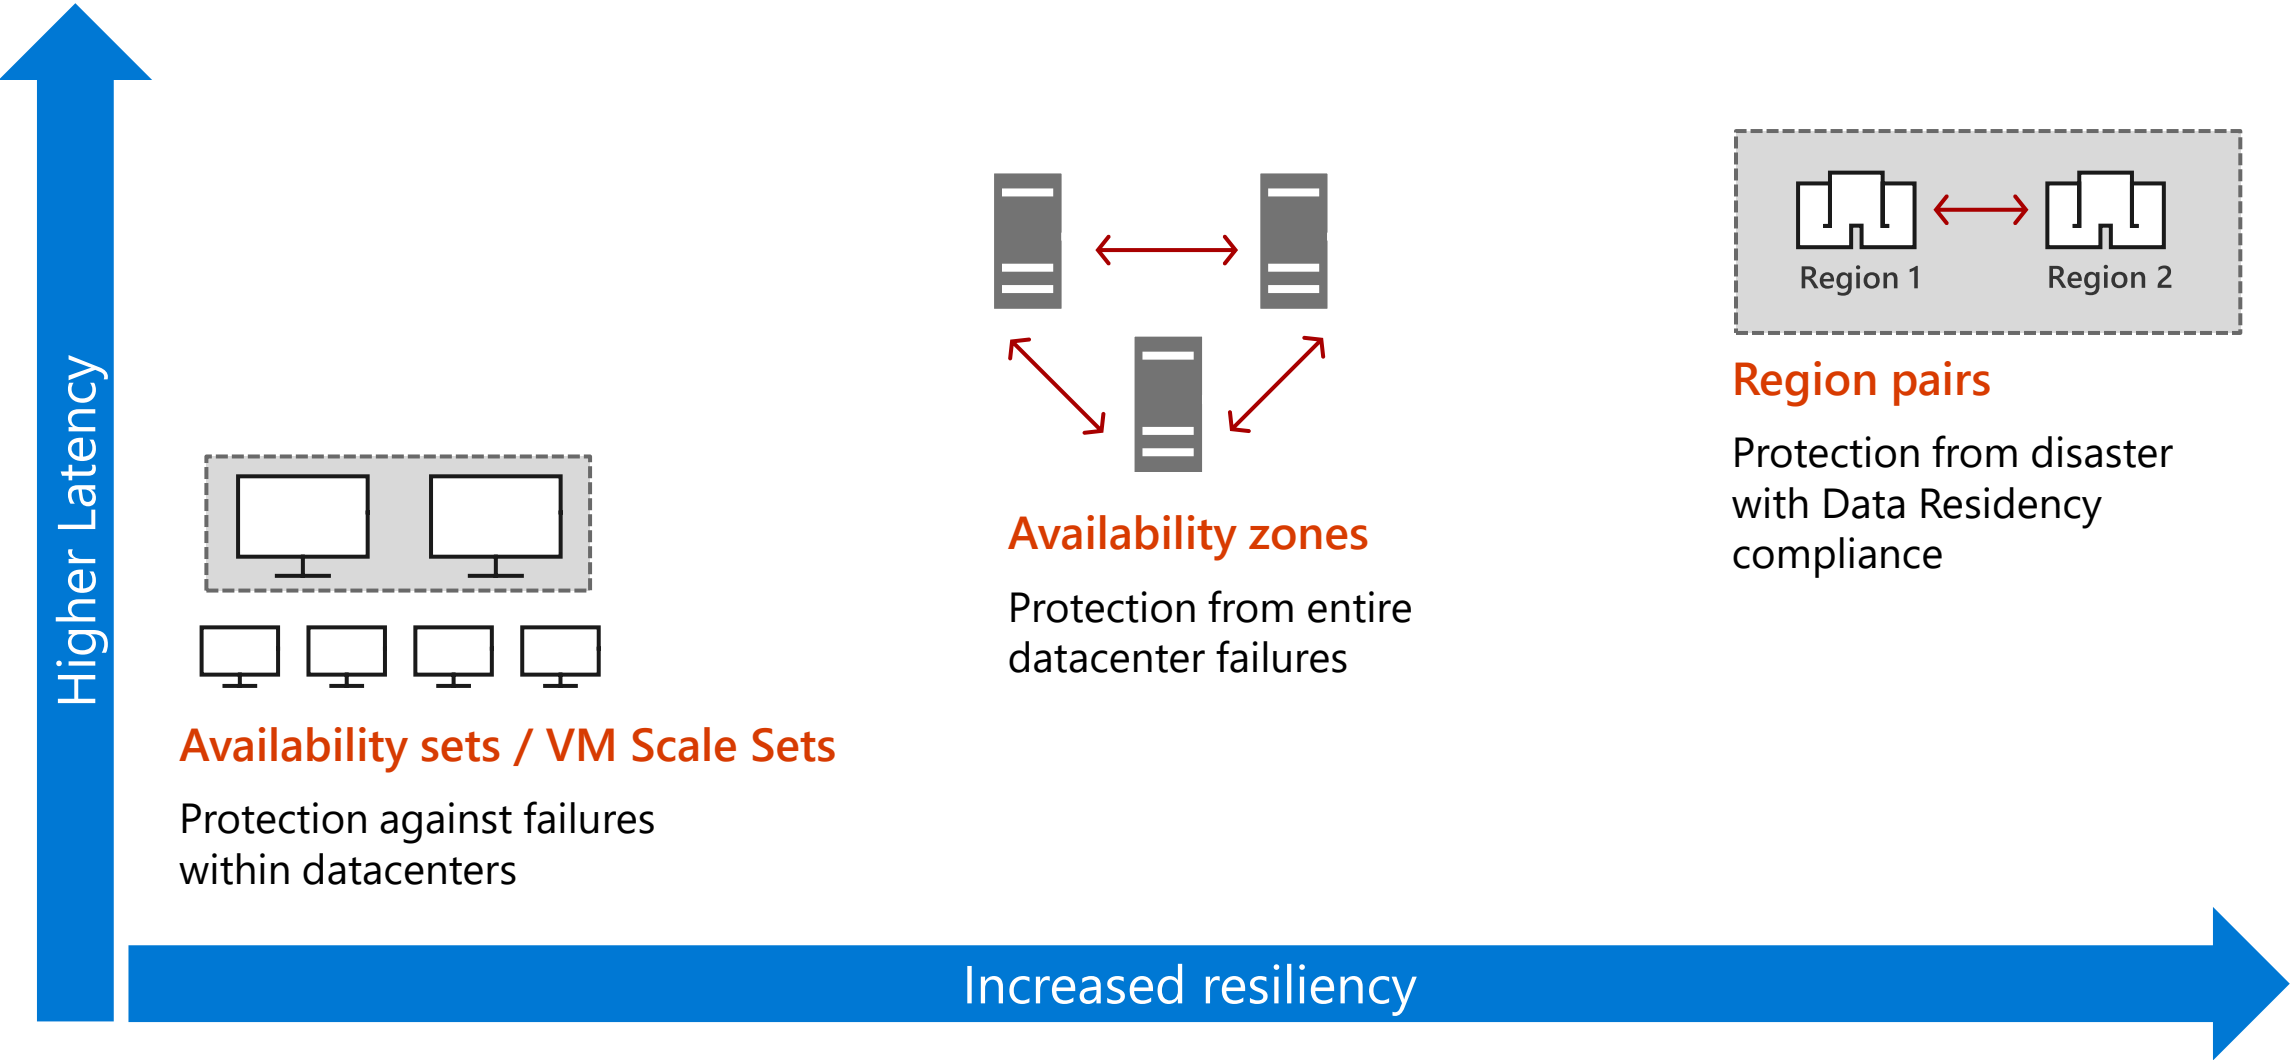 Higher Latency
Availability sets / VM Scale Sets
Protection against failures
within datacenters
Availability zones
Protection from entire
datacenter failures
Region 1
Region 2
Region pairs
Protection from disaster
with Data Residency
compliance
Increased resiliency